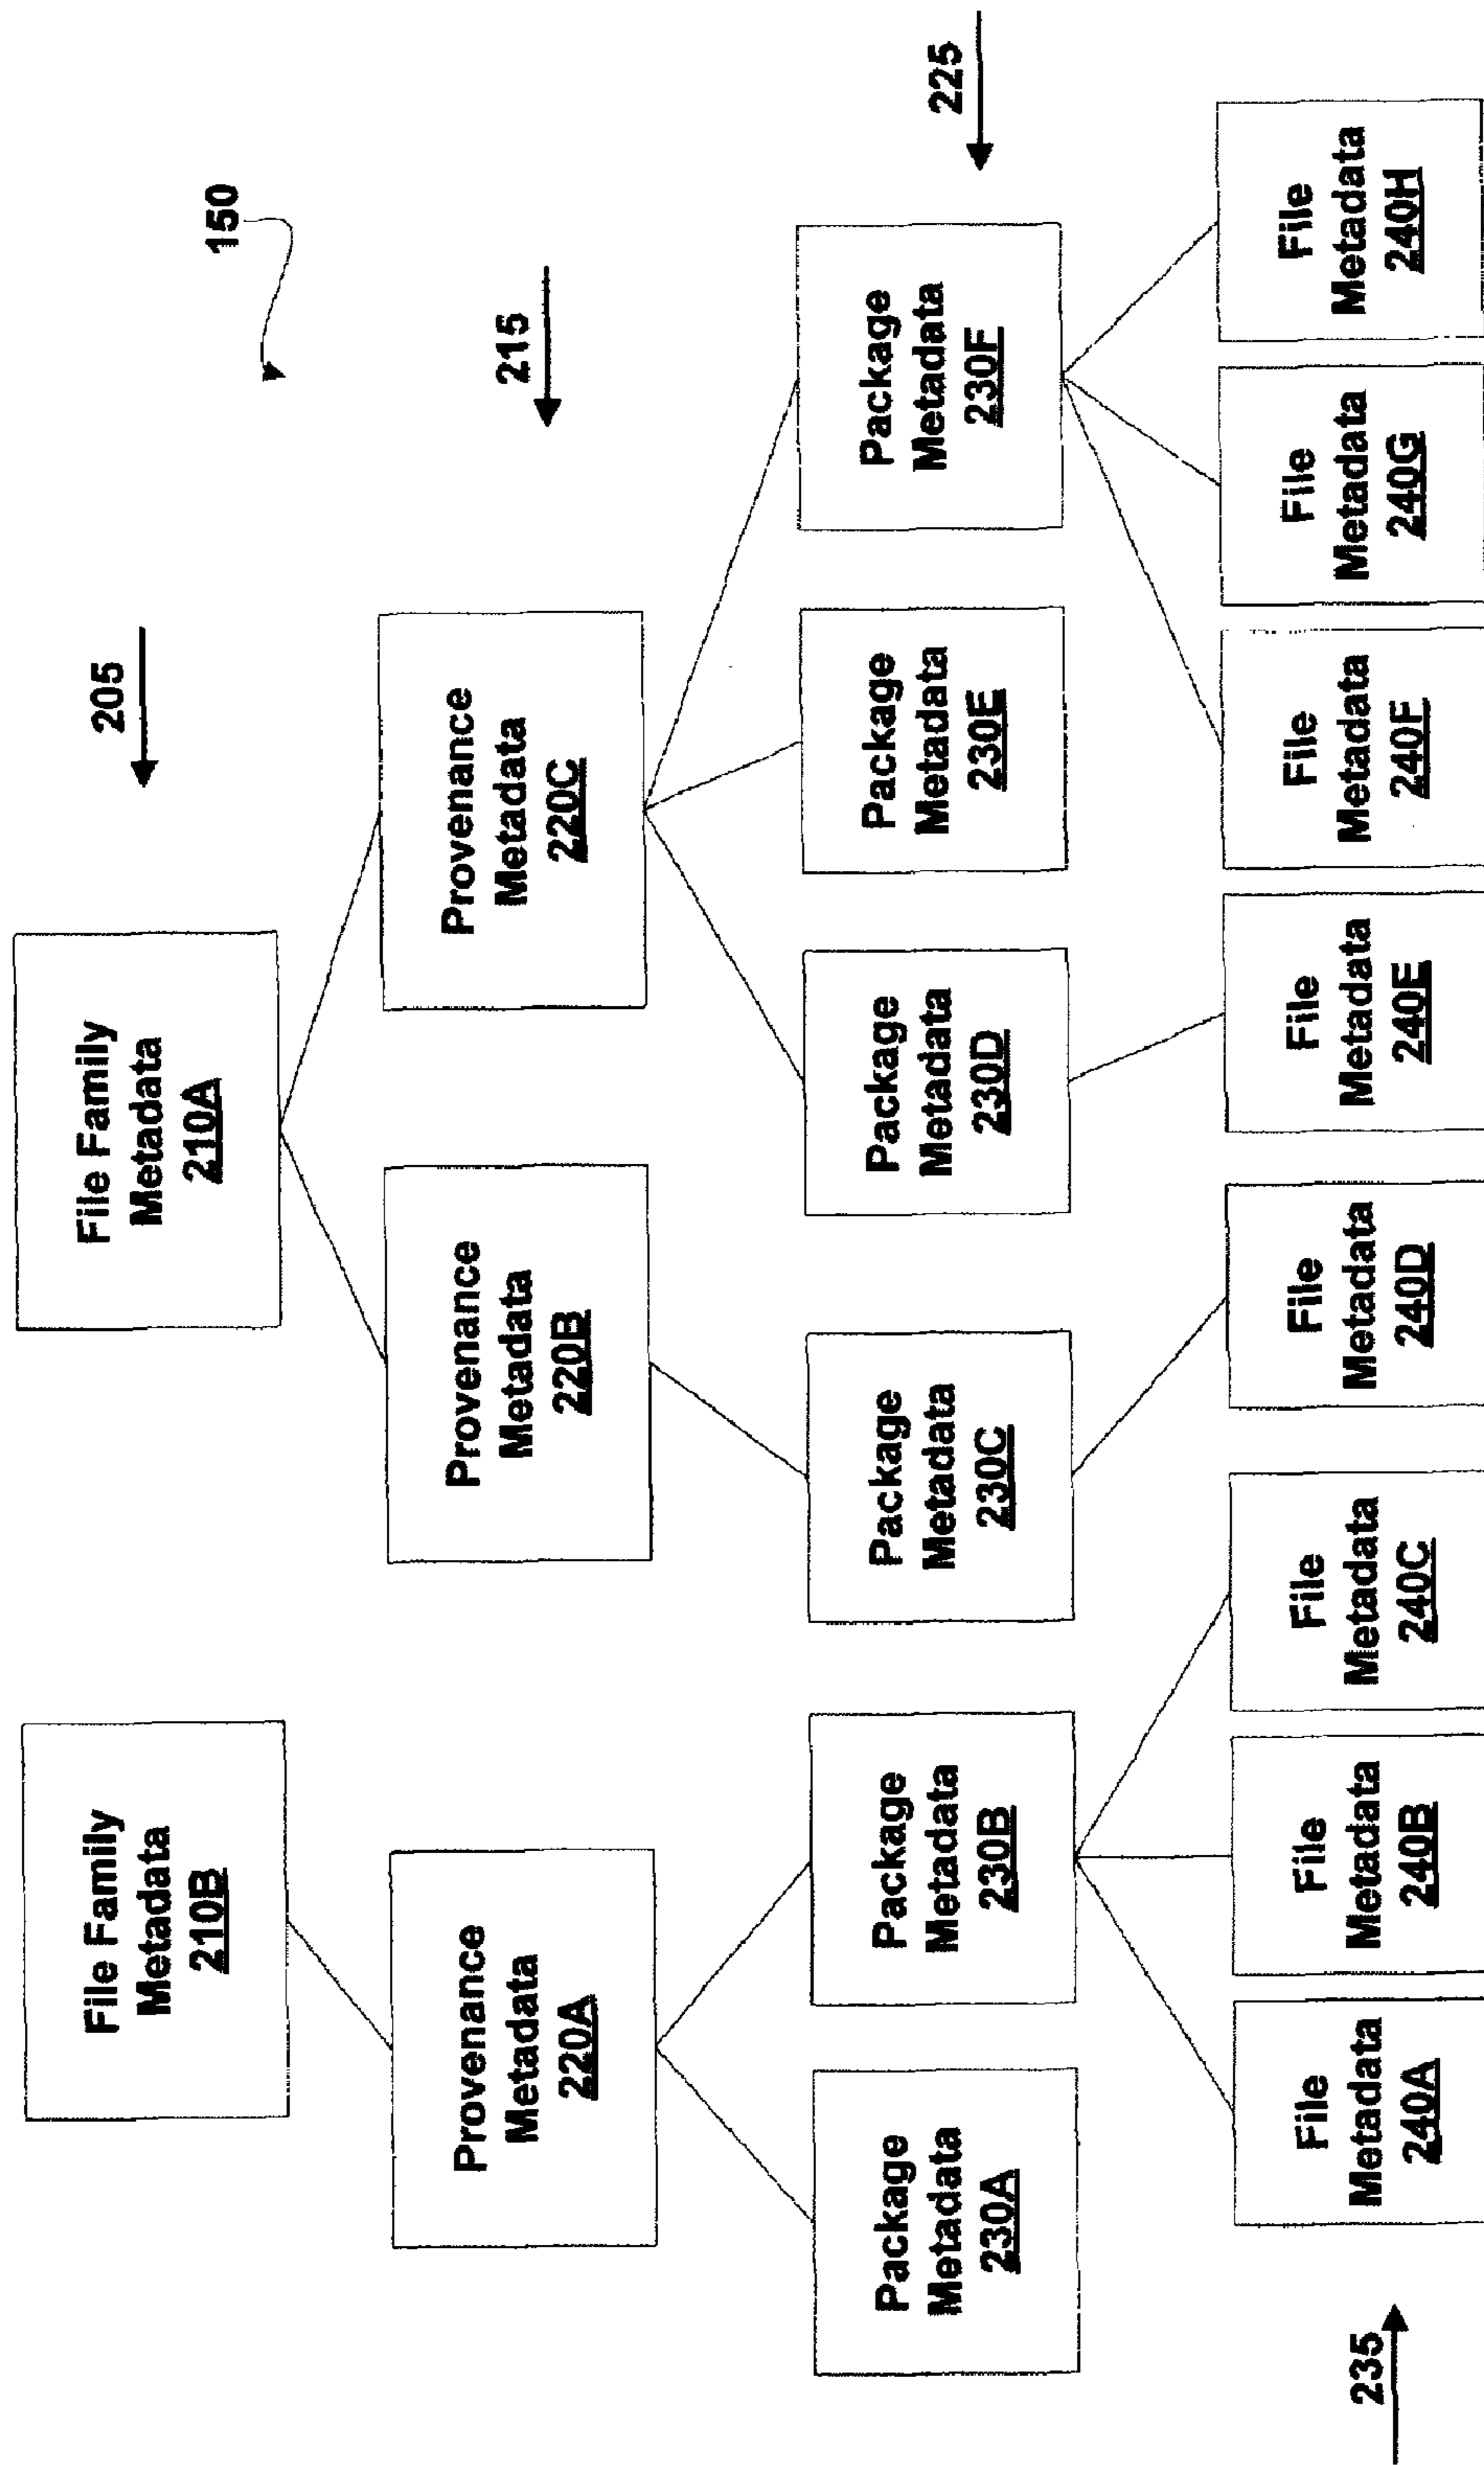 150
205
File Family
Metadata
210B
File Family
Metadata
210A
215
Provenance
Metadata
220A
Provenance
Metadata
220B
Provenance
Metadata
220C
225
Package
Metadata
230A
Package
Metadata
230B
Package
Metadata
230C
Package
Metadata
230D
Package
Metadata
230E
Package
Metadata
230F
235
File
Metadata
240A
File
Metadata
240B
File
Metadata
240C
File
Metadata
240D
File
Metadata
240E
File
Metadata
240F
File
Metadata
240G
File
Metadata
240H